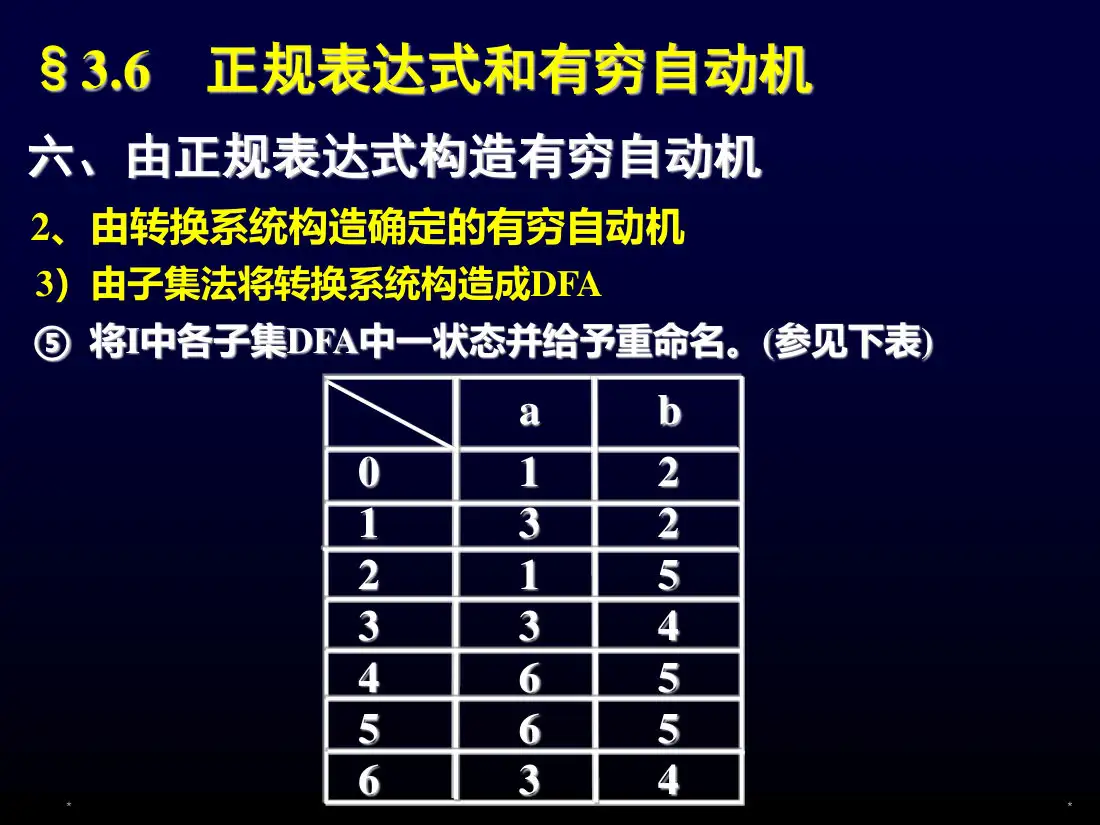 §3.6 正规表达式和有穷自动机
六、由正规表达式构造有穷自动机
2、由转换系统构造确定的有穷自动机
3）由子集法将转换系统构造成DFA
⑤ 将I中各子集DFA中一状态并给予重命名。(参见下表)
a b
0 1 2
1 3 2
2 1 5
3 3 4
4 6 5
5 6 5
6 3 4
* *